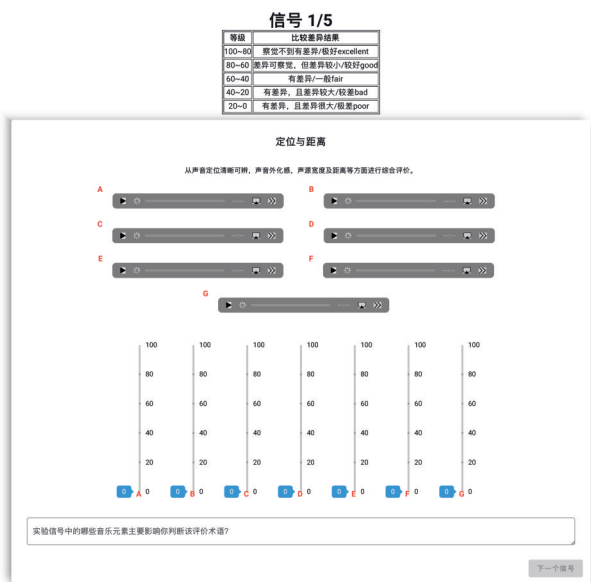 信号 1/5
等级 比较差异结果
100~80 察觉不到有差异/极好excellent
80~60 差异可察觉，但差异较小/较好good
60~40 有差异/一般fair
40~20 有差异，且差异较大/较差bad
20~0 有差异，且差异很大/极差poor
定位与距离
从声音定位清晰可辨，声音外化感，声源宽度及距离等方面进行综合评价。
A B
C D
E F
G
100 100 100 100 100 100 100
80 80 80 80 80 80 80
60 60 60 60 60 60 60
40 40 40 40 40 40 40
20 20 20 20 20 20 20
0 0 0 0 0 0 0 0 0 0 0 0 0 0
A B C D E F G
实验信号中的哪些音乐元素主要影响你判断该评价术语?
下一个信号